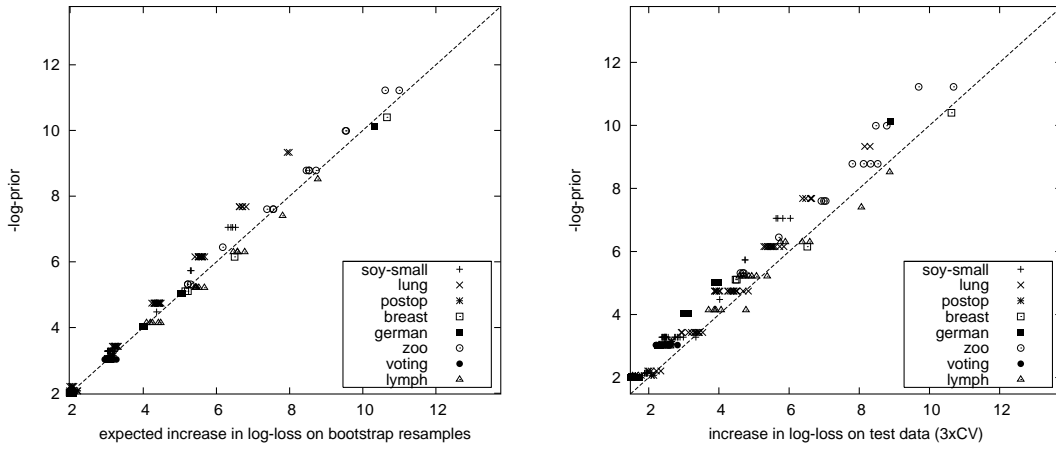 12
10
8
6
4
2
-log-prior
soy-small
lung
postop
breast
german
zoo
voting
lymph
2 4 6 8 10 12
expected increase in log-loss on bootstrap resamples
12
10
8
6
4
2
-log-prior
soy-small
lung
postop
breast
german
zoo
voting
lymph
2 4 6 8 10 12
increase in log-loss on test data (3xCV)